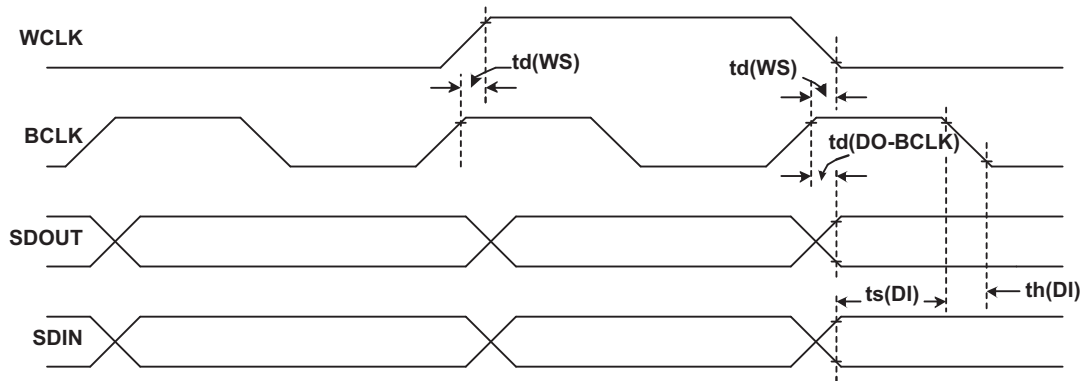 WCLK
td(WS)
td(WS)
BCLK
td(DO-BCLK)
SDOUT
ts(DI)
th(DI)
SDIN